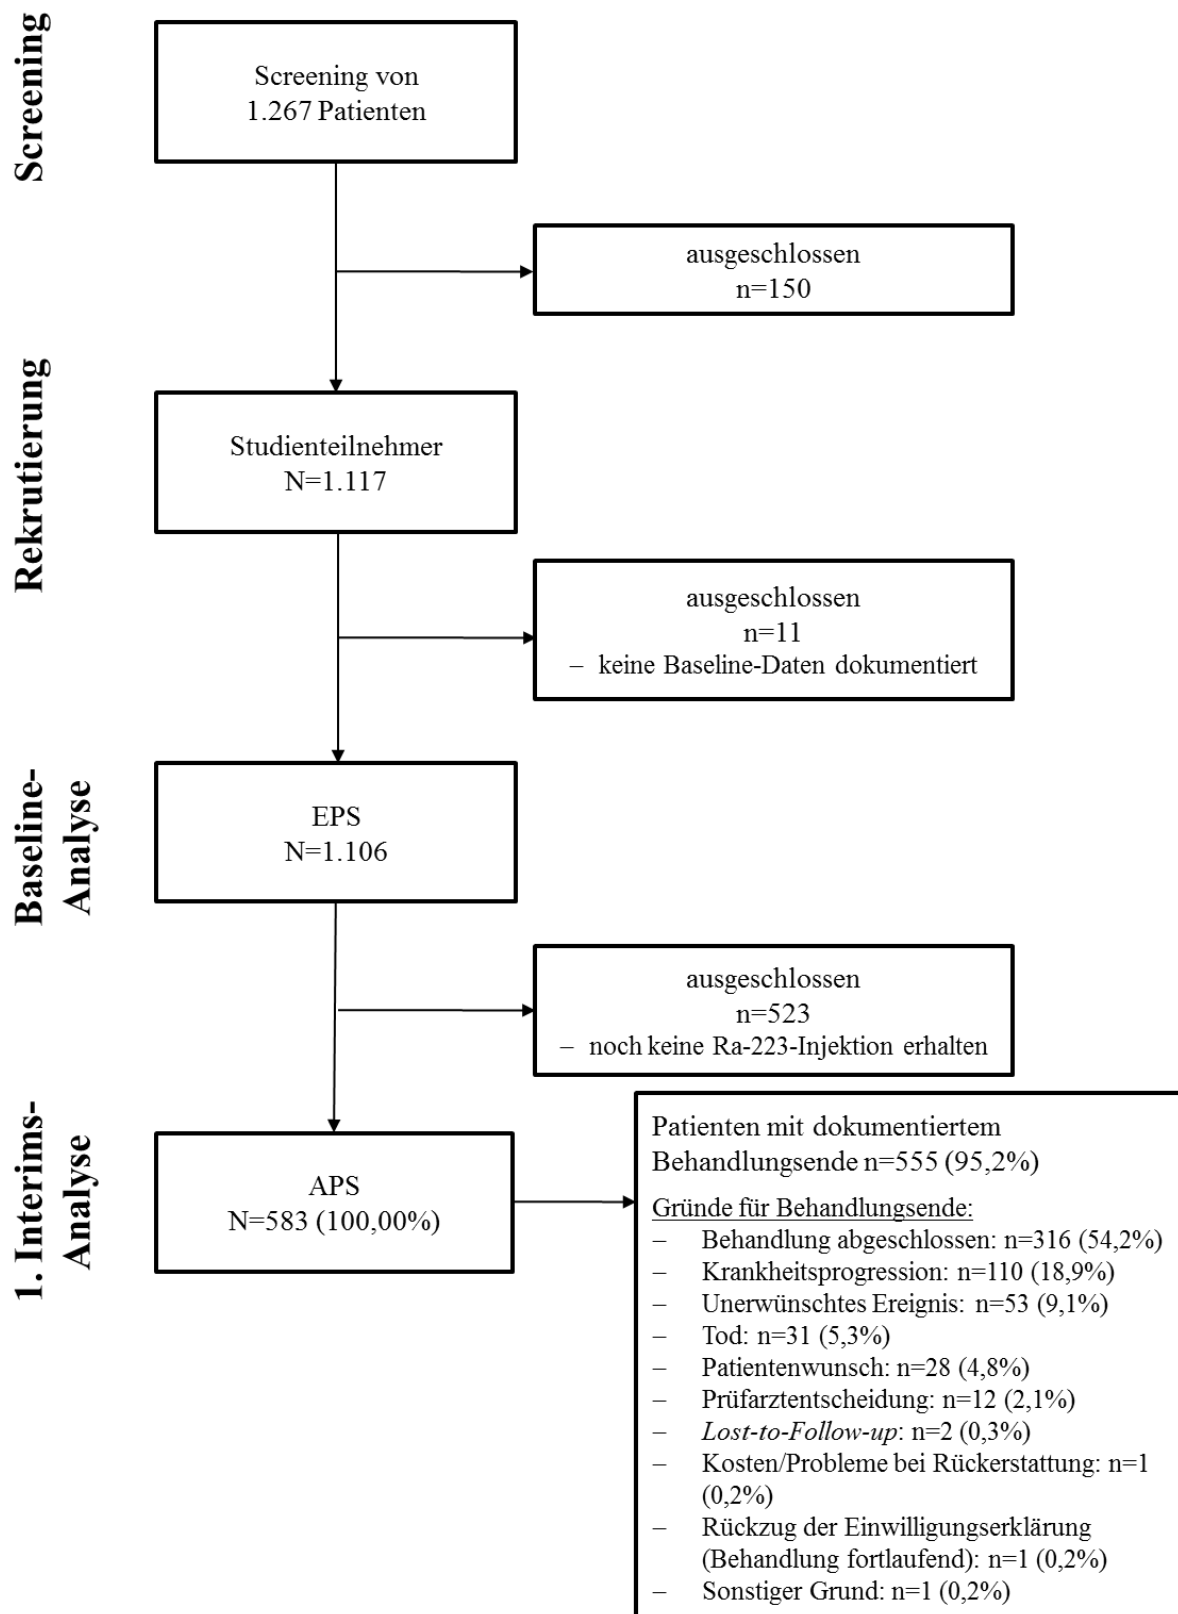 Screening
Screening von
1.267 Patienten
ausgeschlossen
n=150
Rekrutierung
Studienteilnehmer
N=1.117
ausgeschlossen
n=11
– keine Baseline-Daten dokumentiert
Baseline-
Analyse
EPS
N=1.106
ausgeschlossen
n=523
– noch keine Ra-223-Injektion erhalten
1. Interims-
Analyse
APS
N=583 (100,00%)
Patienten mit dokumentiertem
Behandlungsende n=555 (95,2%)
Gründe für Behandlungsende:
– Behandlung abgeschlossen: n=316 (54,2%)
– Krankheitsprogression: n=110 (18,9%)
– Unerwünschtes Ereignis: n=53 (9,1%)
– Tod: n=31 (5,3%)
– Patientenwunsch: n=28 (4,8%)
– Prüfarztentscheidung: n=12 (2,1%)
– Lost-to-Follow-up: n=2 (0,3%)
– Kosten/Probleme bei Rückerstattung: n=1
(0,2%)
– Rückzug der Einwilligungserklärung
(Behandlung fortlaufend): n=1 (0,2%)
– Sonstiger Grund: n=1 (0,2%)